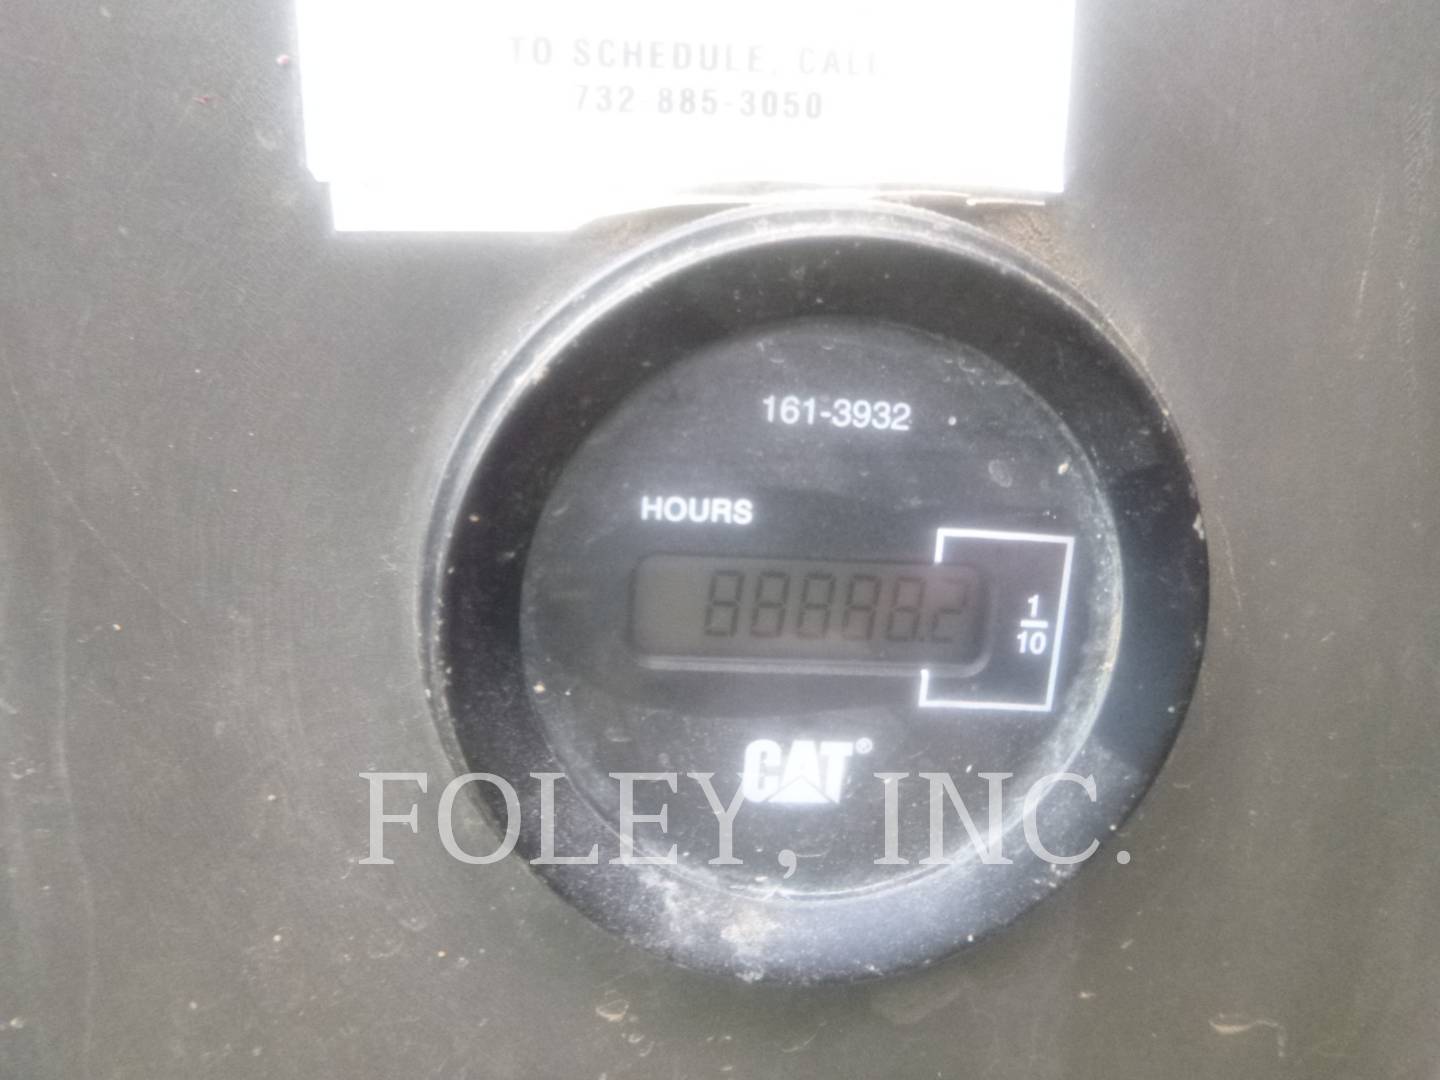 TO SCHEDULE, CALL
732-885-3050
161-3932
HOURS
1
10
CAT®
FOLEY, INC.